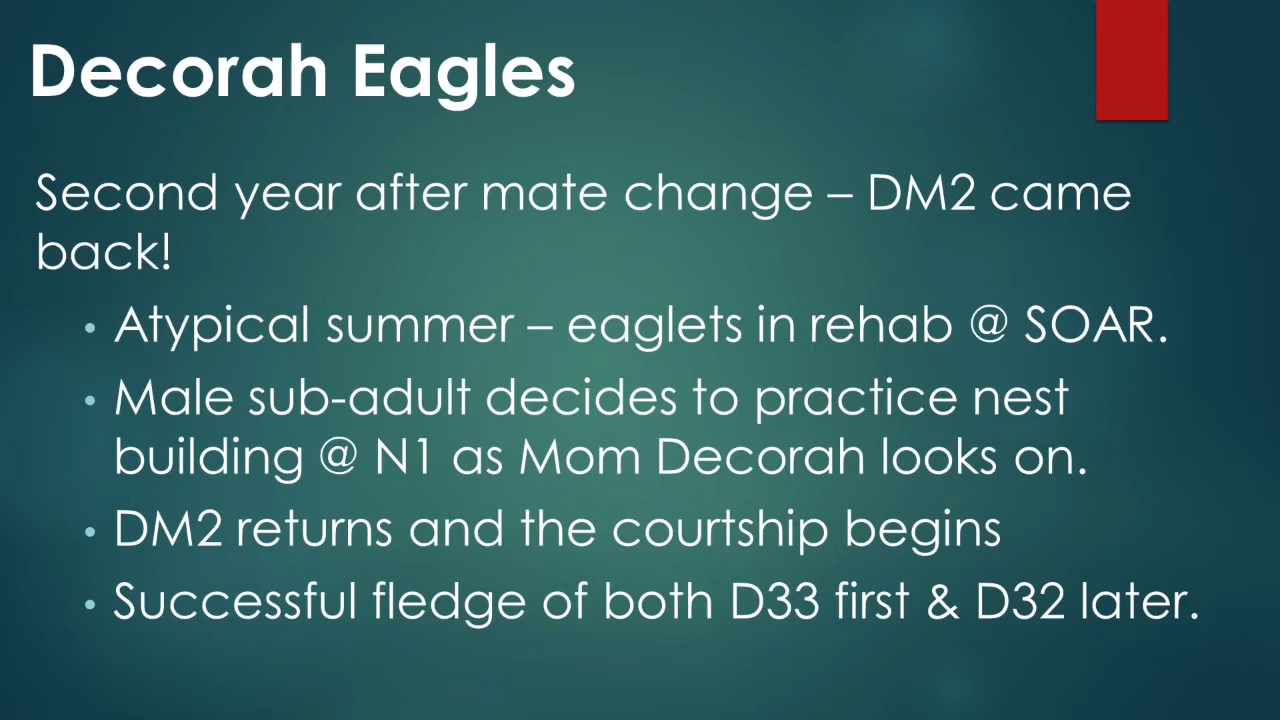 Decorah Eagles
Second year after mate change – DM2 came
back!
• Atypical summer – eaglets in rehab @ SOAR.
• Male sub-adult decides to practice nest
building @ N1 as Mom Decorah looks on.
• DM2 returns and the courtship begins
• Successful fledge of both D33 first & D32 later.